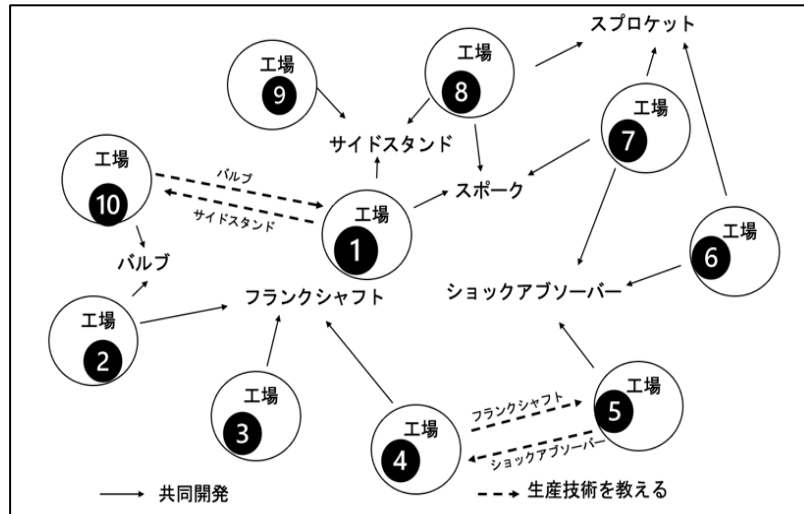 スプロケット
工場
9
工場
8
工場
7
サイドスタンド
工場
10
バルブ
サイドスタンド
スポーク
工場
1
工場
6
バルブ
フランクシャフト
ショックアブソーバー
工場
2
工場
3
工場
4
フランクシャフト
ショックアブソーバー
工場
5
共同開発
生産技術を教える